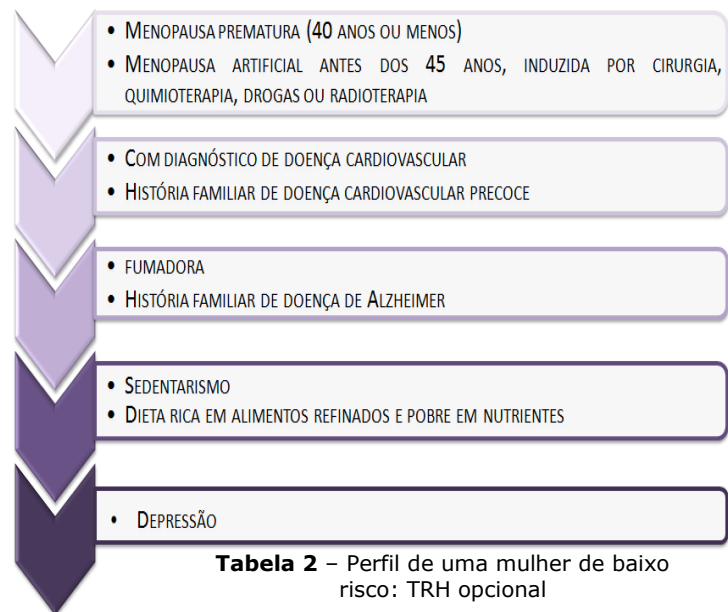 • MENOPAUSA PREMATURA (40 ANOS OU MENOS)
• MENOPAUSA ARTIFICIAL ANTES DOS 45 ANOS, INDUZIDA POR CIRURGIA,
QUIMIOTERAPIA, DROGAS OU RADIOTERAPIA
• COM DIAGNÓSTICO DE DOENÇA CARDIOVASCULAR
• HISTÓRIA FAMILIAR DE DOENÇA CARDIOVASCULAR PRECOCE
• FUMADORA
• HISTÓRIA FAMILIAR DE DOENÇA DE ALZHEIMER
• SEDENTARISMO
• DIETA RICA EM ALIMENTOS REFINADOS E POBRE EM NUTRIENTES
• DEPRESSÃO
Tabela 2 – Perfil de uma mulher de baixo
risco: TRH opcional